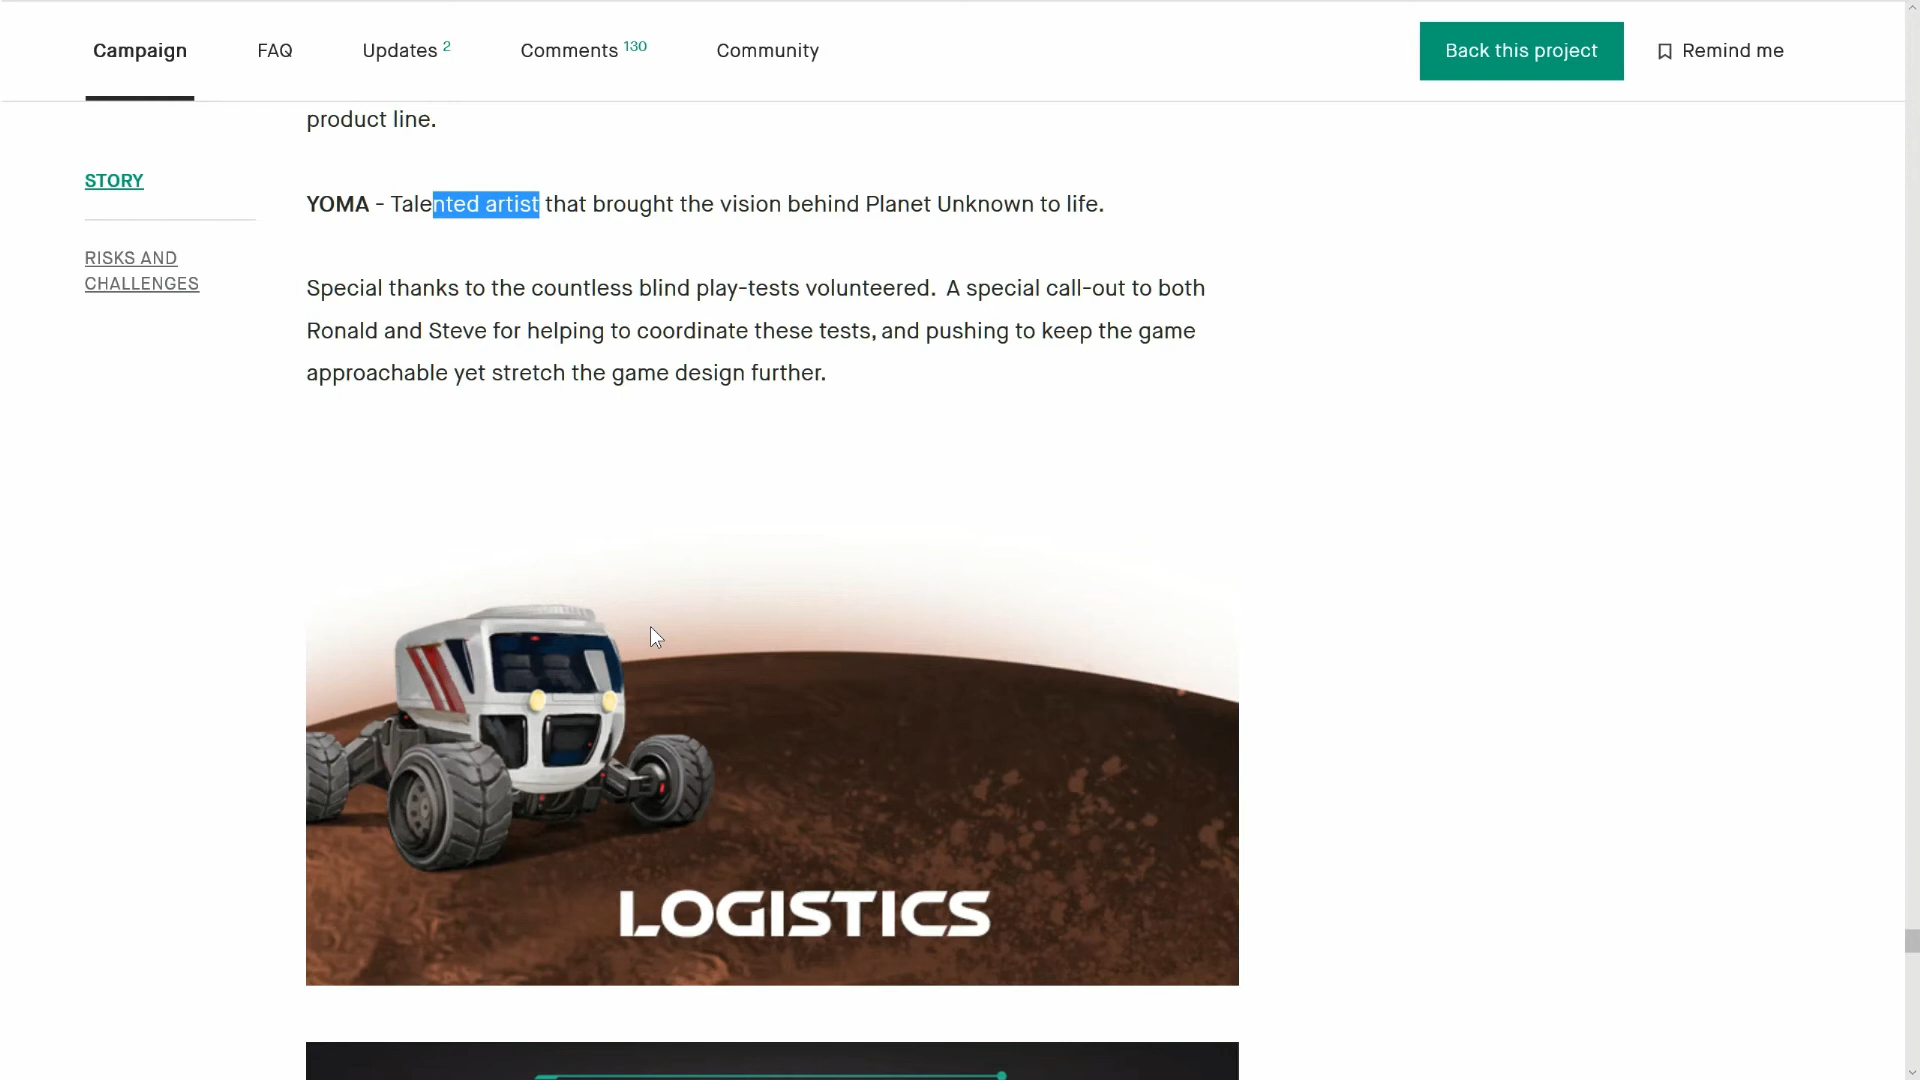 Campaign FAQ Updates 2 Comments 130 Community Back this project Remind me
product line.
STORY
YOMA - Talented artist that brought the vision behind Planet Unknown to life.
RISKS AND
CHALLENGES
Special thanks to the countless blind play-tests volunteered.  A special call-out to both
Ronald and Steve for helping to coordinate these tests, and pushing to keep the game
approachable yet stretch the game design further.
LOGISTICS